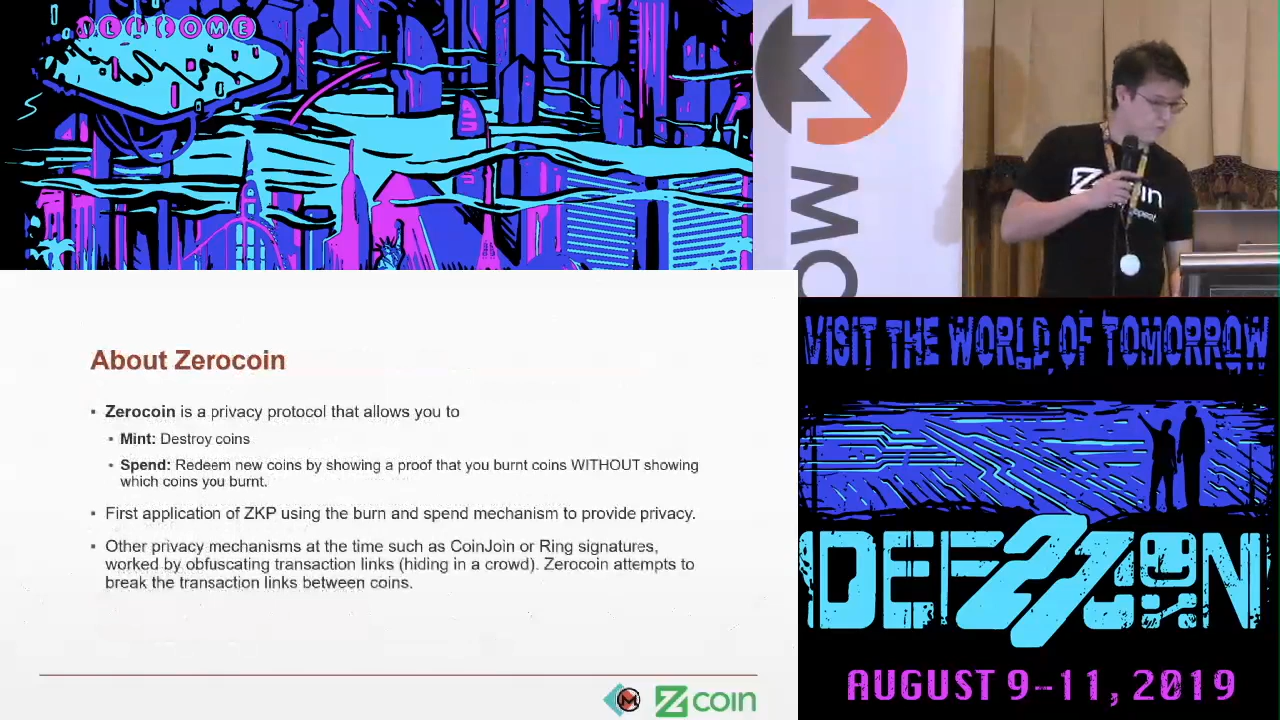 WELCOME
MO
Zcoin
About Zerocoin
▪ Zerocoin is a privacy protocol that allows you to
▪ Mint: Destroy coins
▪ Spend: Redeem new coins by showing a proof that you burnt coins WITHOUT showing
which coins you burnt.
▪ First application of ZKP using the burn and spend mechanism to provide privacy.
▪ Other privacy mechanisms at the time such as CoinJoin or Ring signatures,
worked by obfuscating transaction links (hiding in a crowd). Zerocoin attempts to
break the transaction links between coins.
Zcoin
VISIT THE WORLD OF TOMORROW
DEF27CON
AUGUST 9-11, 2019